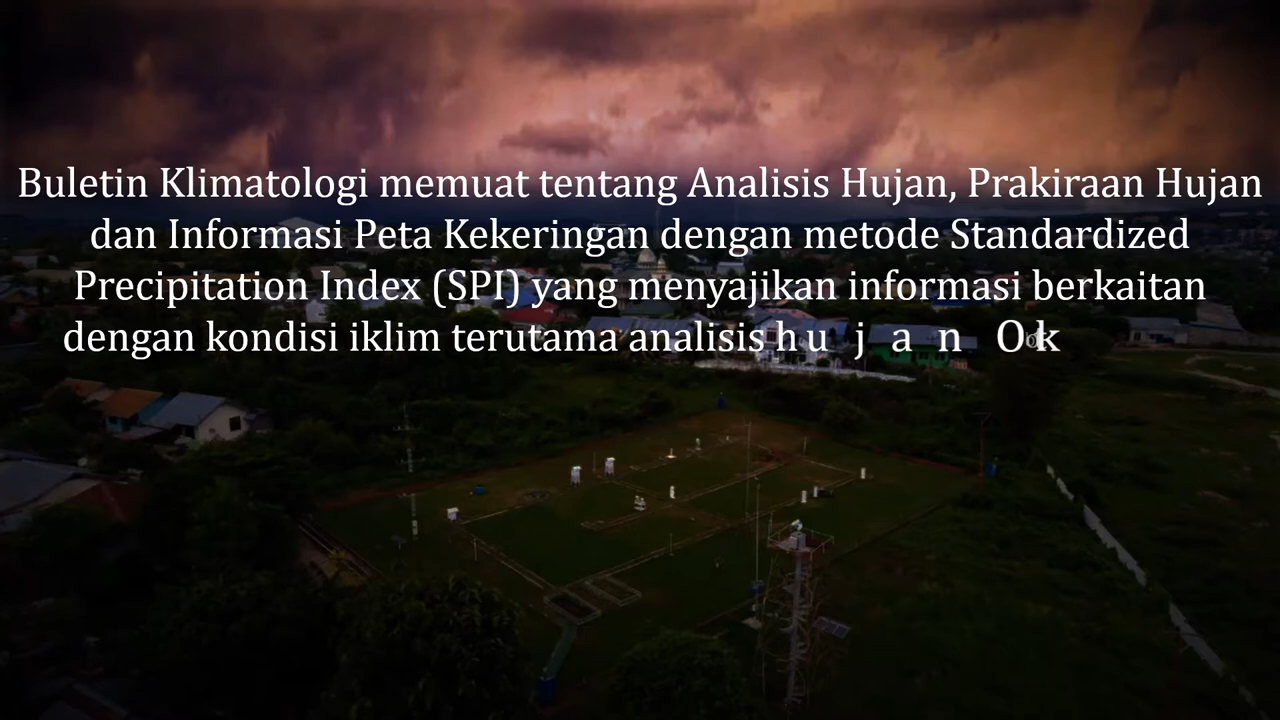 Buletin Klimatologi memuat tentang Analisis Hujan, Prakiraan Hujan
dan Informasi Peta Kekeringan dengan metode Standardized
Precipitation Index (SPI) yang menyajikan informasi berkaitan
dengan kondisi iklim terutama analisis hujan